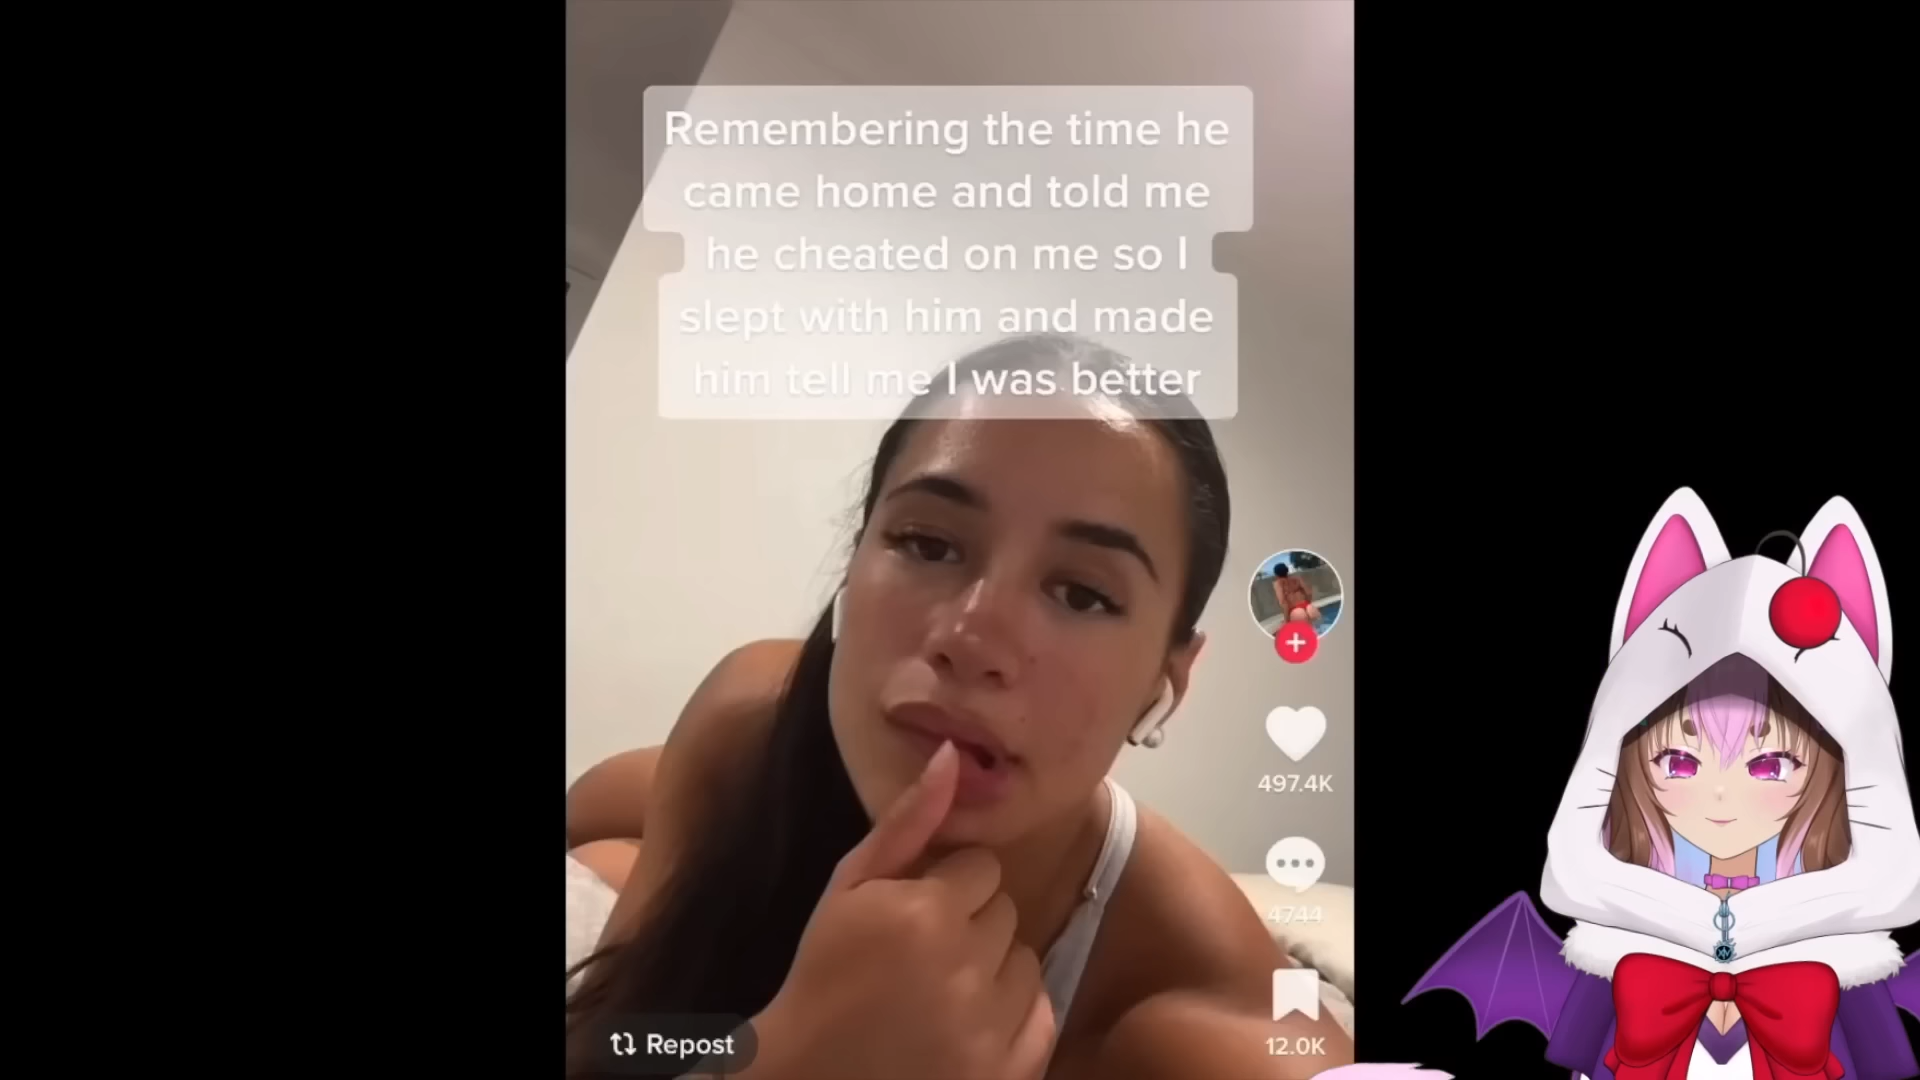 Remembering the time he
came home and told me
he cheated on me so I
slept with him and made
him tell me I was better
497.4K
4744
12.0K
Repost